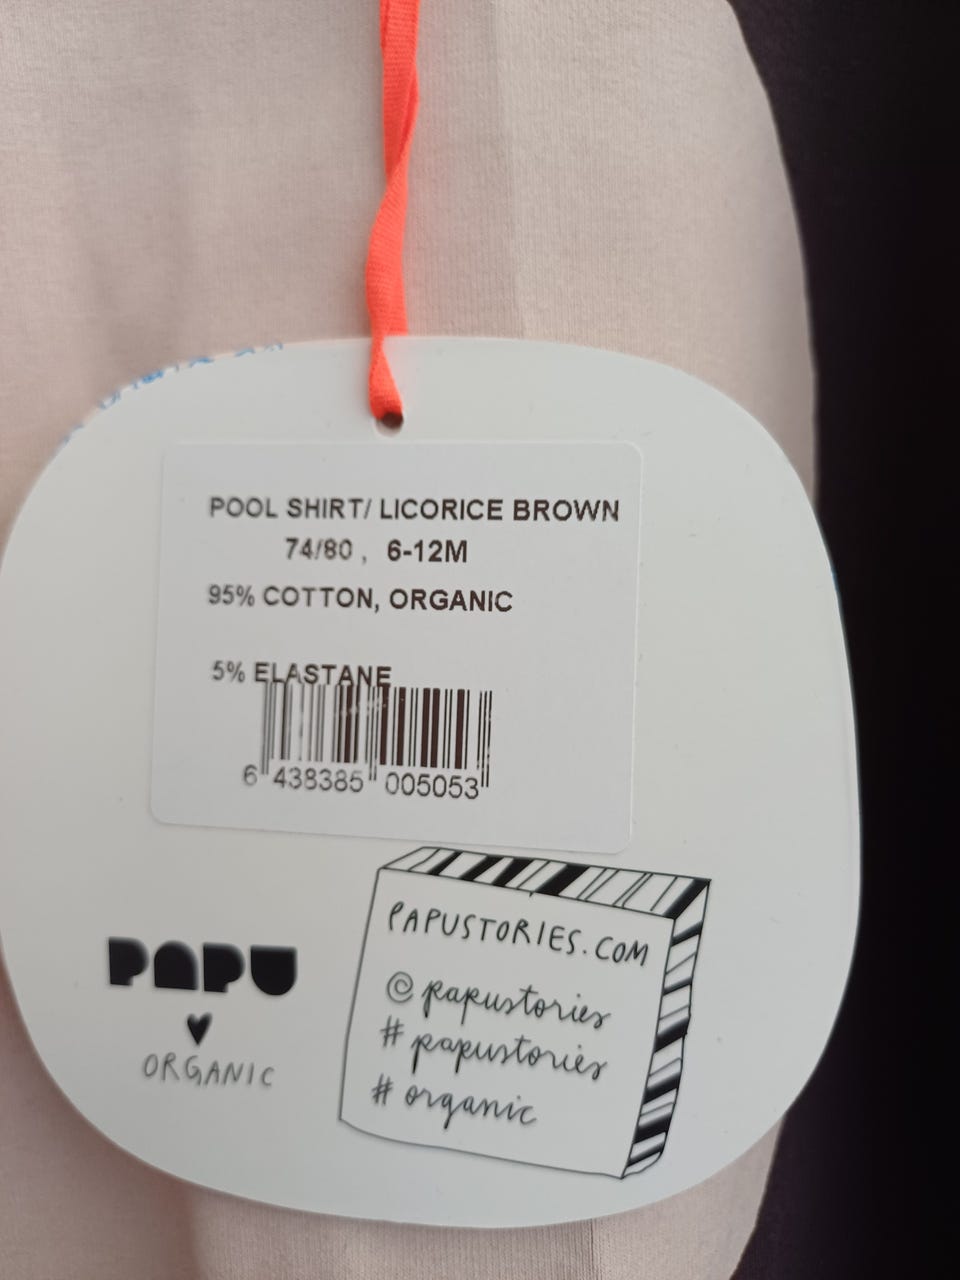 POOL SHIRT/ LICORICE BROWN
74/80 , 6-12M
95% COTTON, ORGANIC
5% ELASTANE
6 438385 005053
PAPU
ORGANIC
PAPUSTORIES.COM
@papustories
# papustories
# organic